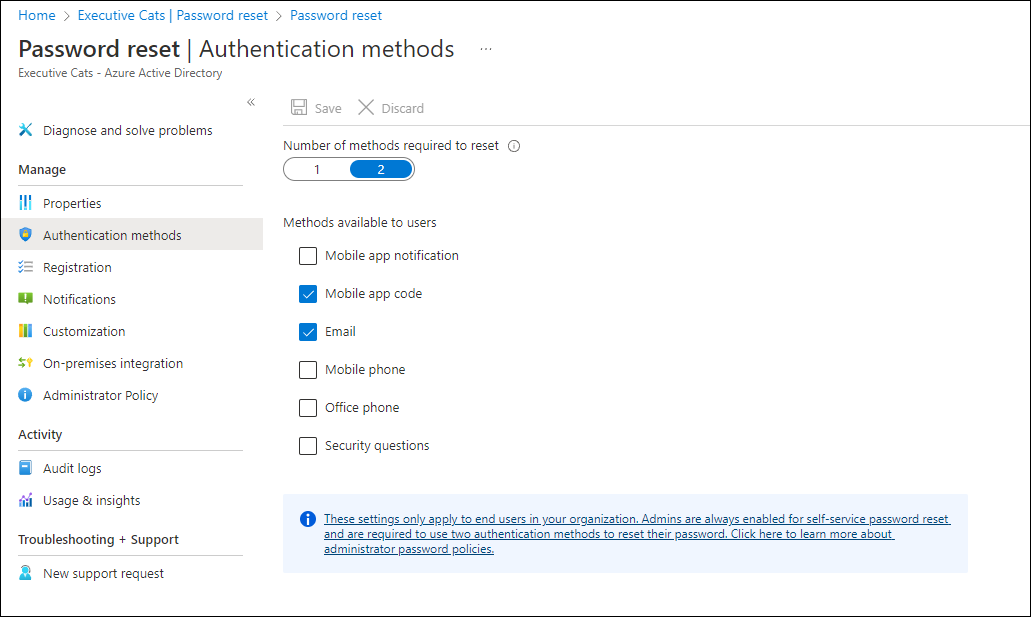 Home > Executive Cats | Password reset > Password reset
Password reset | Authentication methods ...
Executive Cats - Azure Active Directory
«
Diagnose and solve problems
Manage
Properties
Authentication methods
Registration
Notifications
Customization
On-premises integration
Administrator Policy
Activity
Audit logs
Usage & insights
Troubleshooting + Support
New support request
Save Discard
Number of methods required to reset
1 2
Methods available to users
Mobile app notification
Mobile app code
Email
Mobile phone
Office phone
Security questions
These settings only apply to end users in your organization. Admins are always enabled for self-service password reset
and are required to use two authentication methods to reset their password. Click here to learn more about
administrator password policies.